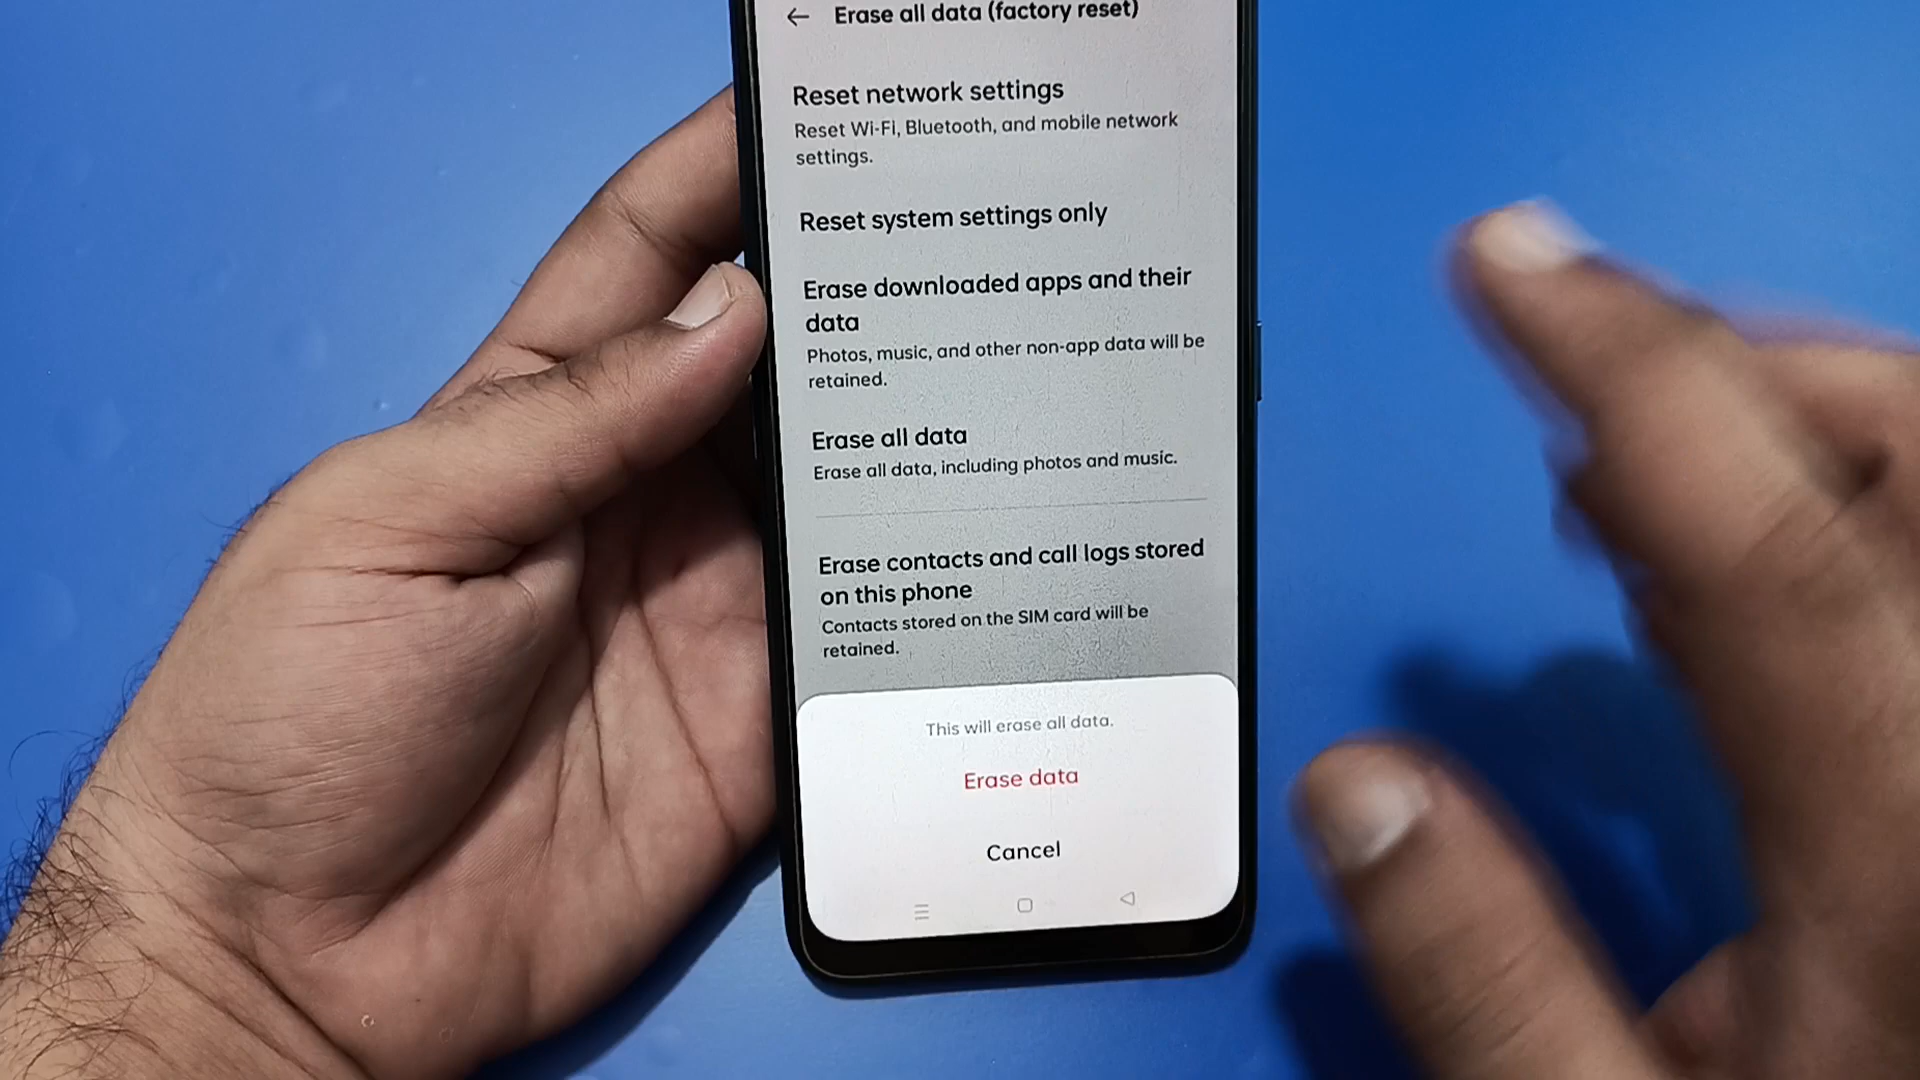 Erase all data (factory reset)
Reset network settings
Reset Wi-Fi, Bluetooth, and mobile network
settings.
Reset system settings only
Erase downloaded apps and their
data
Photos, music, and other non-app data will be
retained.
Erase all data
Erase all data, including photos and music.
Erase contacts and call logs stored
on this phone
Contacts stored on the SIM card will be
retained.
This will erase all data.
Erase data
Cancel